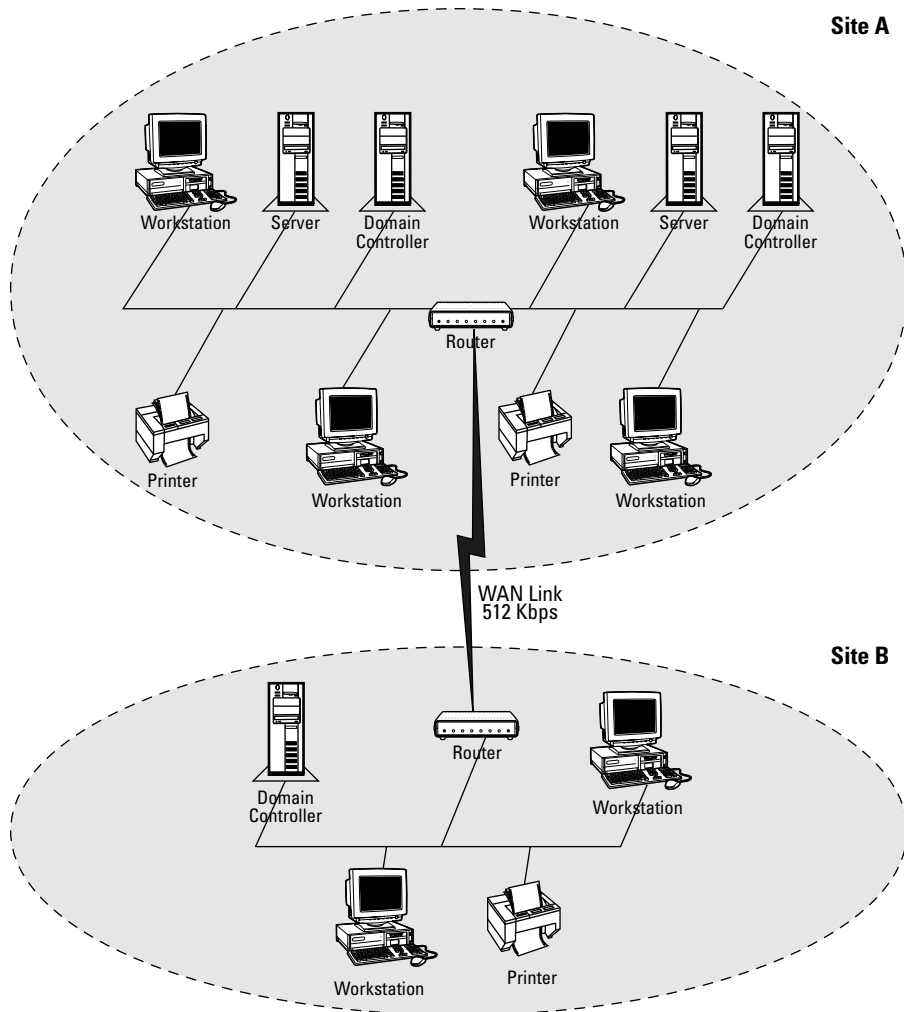 Site A
Workstation
Server
Domain
Controller
Workstation
Server
Domain
Controller
Router
Printer
Workstation
Printer
Workstation
WAN Link
512 Kbps
Site B
Domain
Controller
Router
Workstation
Workstation
Printer